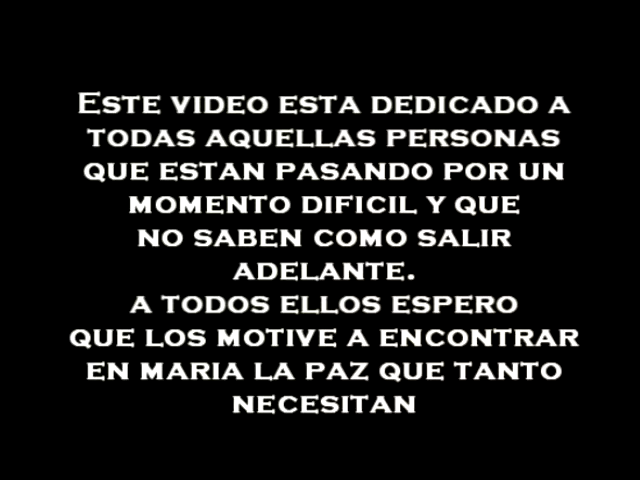 Este video esta dedicado a
todas aquellas personas
que estan pasando por un
momento dificil y que
no saben como salir
adelante.
a todos ellos espero
que los motive a encontrar
en maria la paz que tanto
necesitan